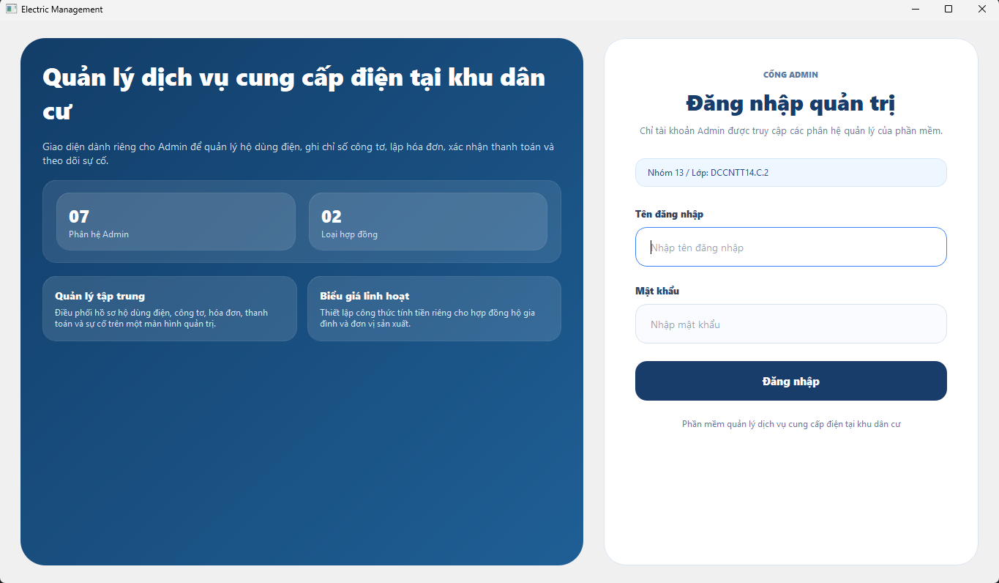 Electric Management
Quản lý dịch vụ cung cấp điện tại khu dân
cư
Giao diện dành riêng cho Admin để quản lý hộ dùng điện, ghi chỉ số công tơ, lập hóa đơn, xác nhận thanh toán và
theo dõi sự cố.
07
Phân hệ Admin
02
Loại hợp đồng
Quản lý tập trung
Điều phối hồ sơ hộ dùng điện, công tơ, hóa đơn, thanh
toán và sự cố trên một màn hình quản trị.
Biểu giá linh hoạt
Thiết lập công thức tính tiền riêng cho hợp đồng hộ gia
đình và đơn vị sản xuất.
CỔNG ADMIN
Đăng nhập quản trị
Chỉ tài khoản Admin được truy cập các phân hệ quản lý của phần mềm.
Nhóm 13 / Lớp: DCCNTT14.C.2
Tên đăng nhập
Nhập tên đăng nhập
Mật khẩu
Nhập mật khẩu
Đăng nhập
Phần mềm quản lý dịch vụ cung cấp điện tại khu dân cư